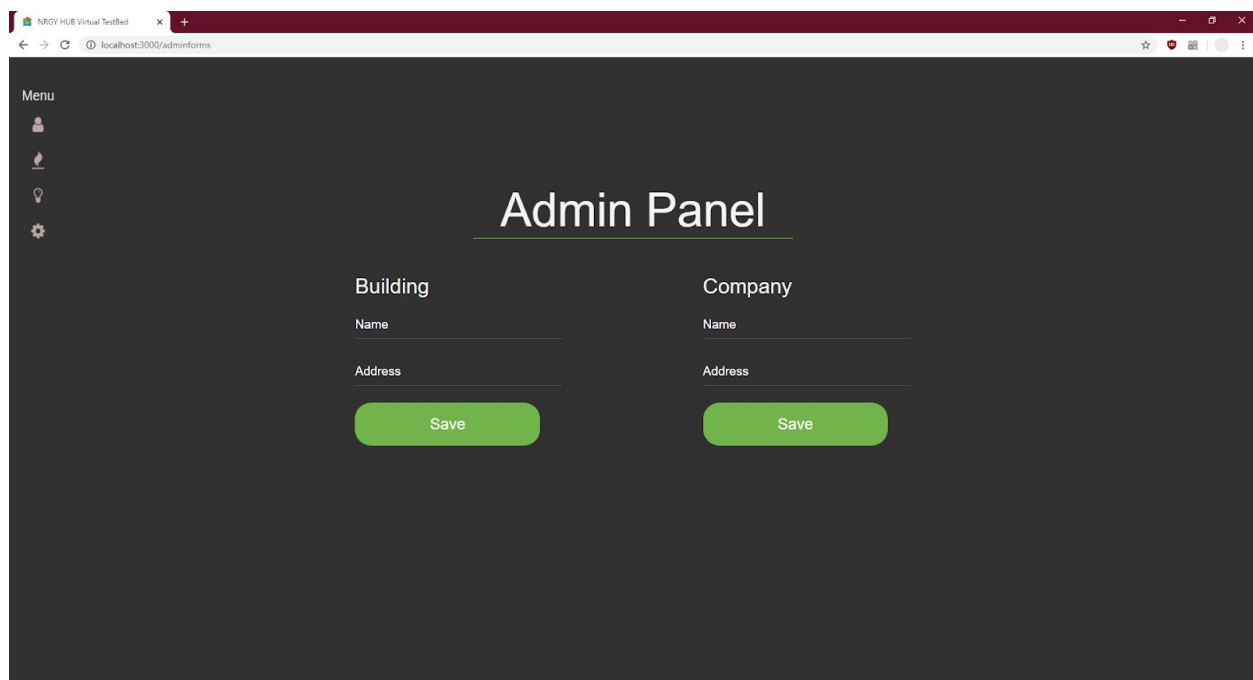 NRGY HUB Virtual TestBed
localhost:3000/adminforms
Menu
Admin Panel
Building
Company
Name
Name
Address
Address
Save
Save